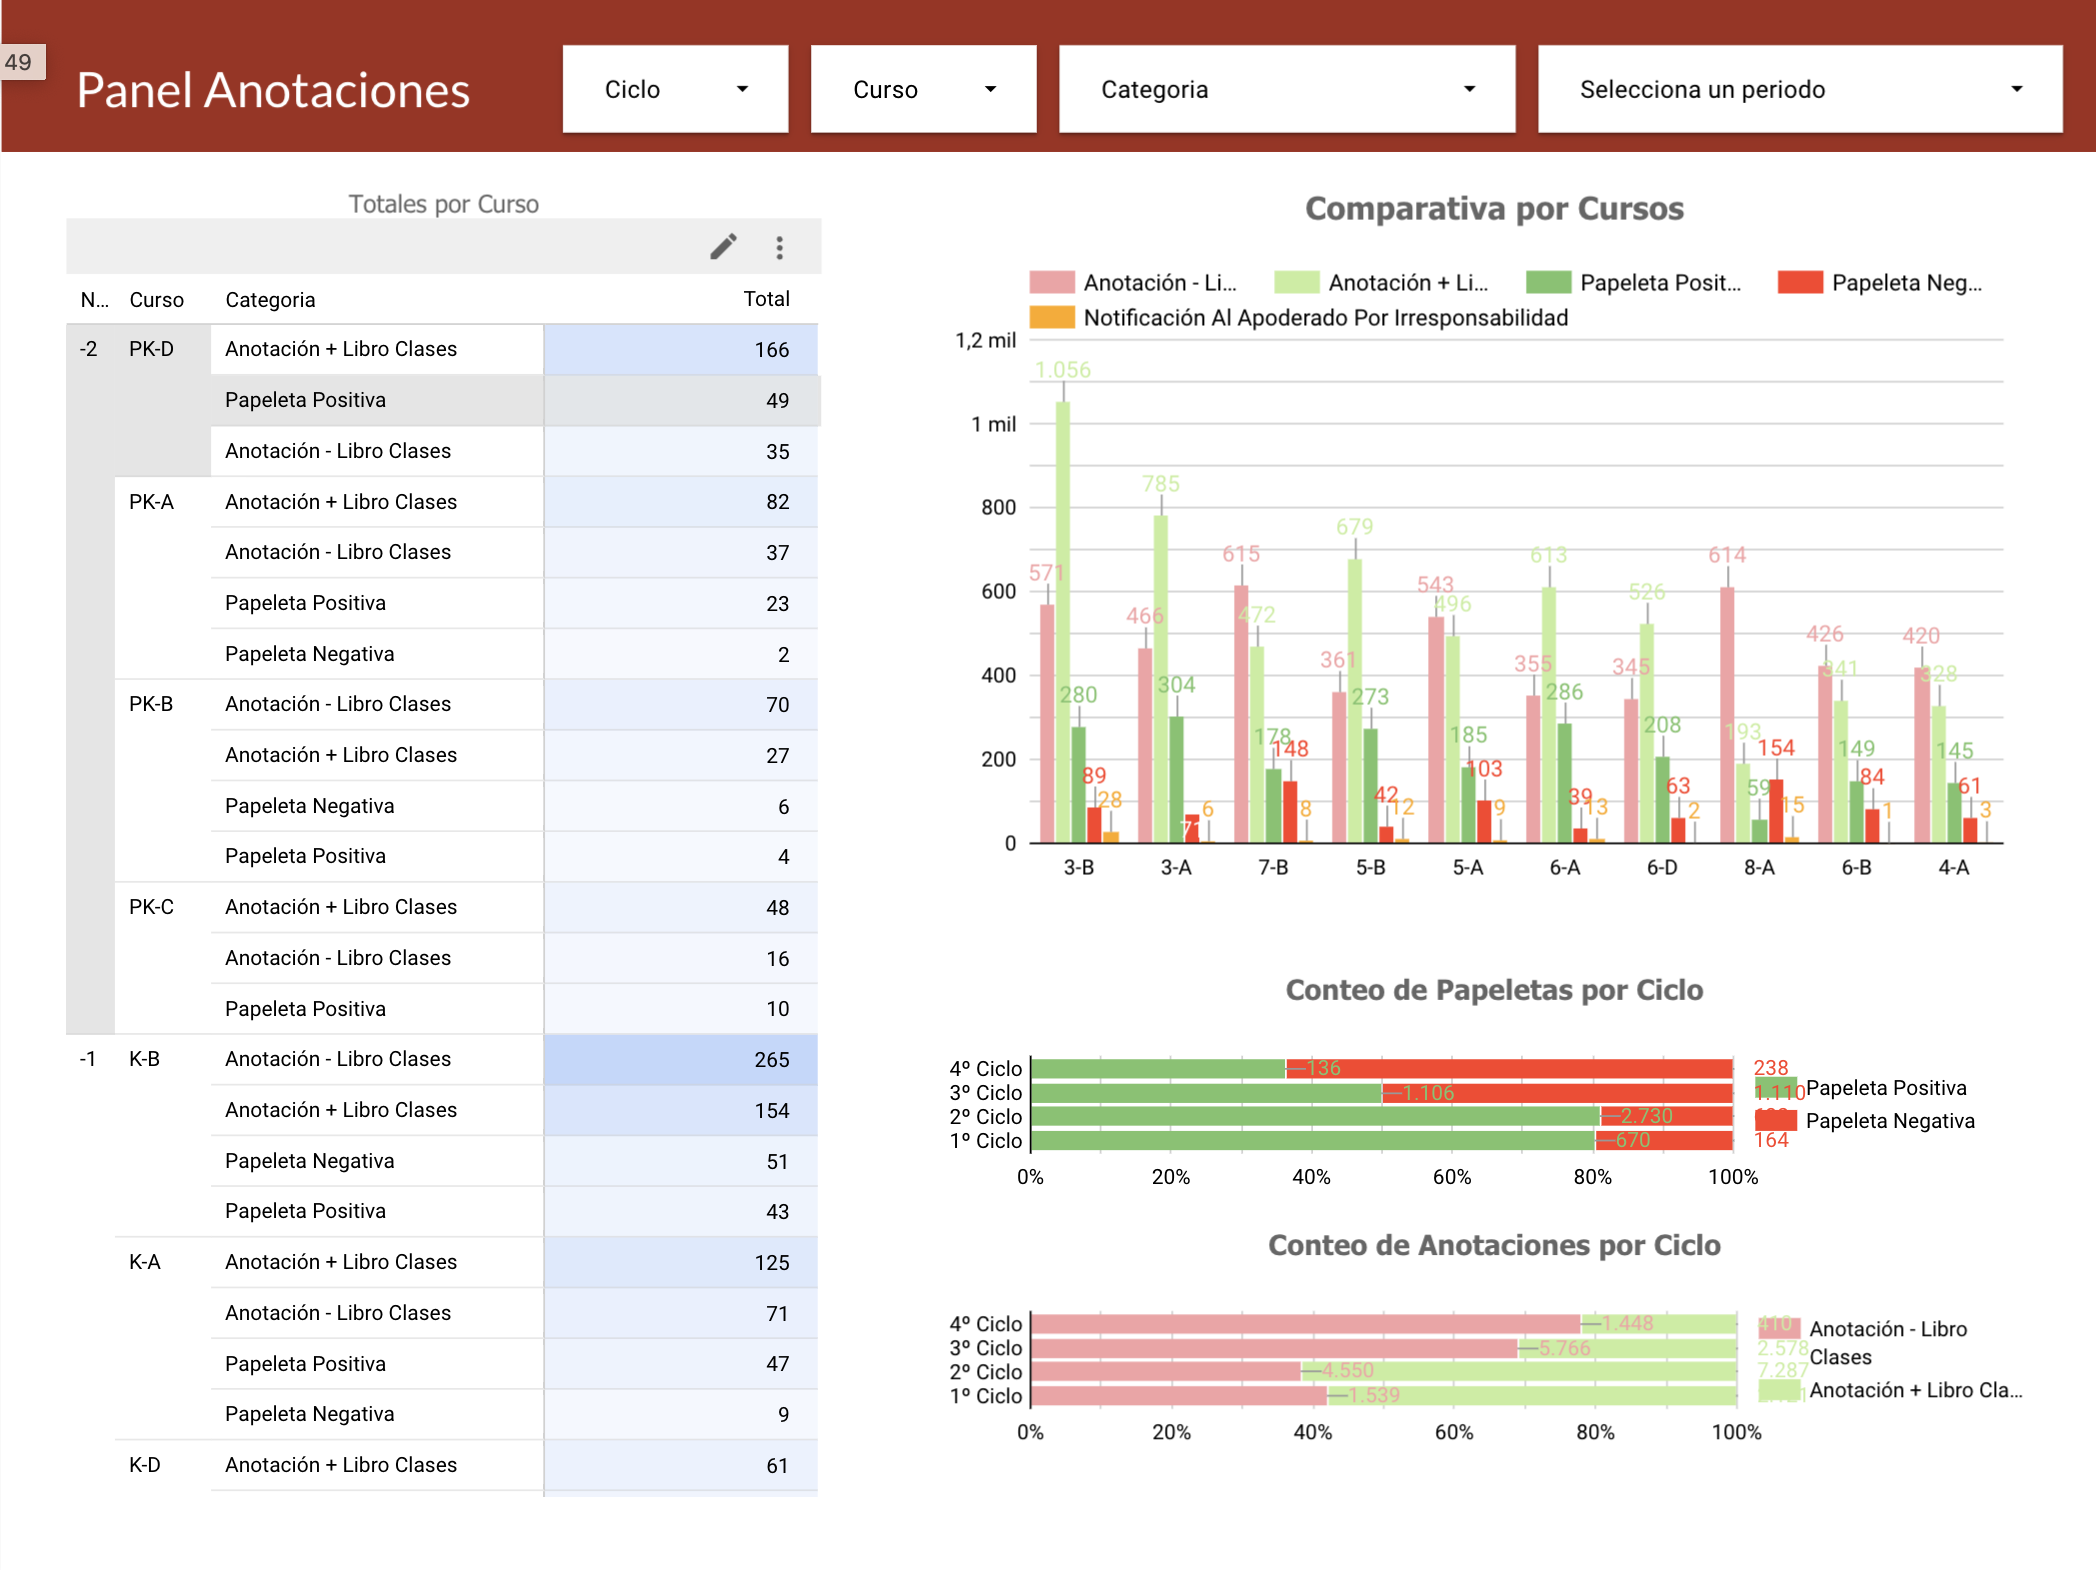 49
Panel Anotaciones
Ciclo
Curso
Categoria
Selecciona un periodo
Totales por Curso
N... Curso Categoria Total
-2 PK-D Anotación + Libro Clases 166
Papeleta Positiva 49
Anotación - Libro Clases 35
PK-A Anotación + Libro Clases 82
Anotación - Libro Clases 37
Papeleta Positiva 23
Papeleta Negativa 2
PK-B Anotación - Libro Clases 70
Anotación + Libro Clases 27
Papeleta Negativa 6
Papeleta Positiva 4
PK-C Anotación + Libro Clases 48
Anotación - Libro Clases 16
Papeleta Positiva 10
-1 K-B Anotación - Libro Clases 265
Anotación + Libro Clases 154
Papeleta Negativa 51
Papeleta Positiva 43
K-A Anotación + Libro Clases 125
Anotación - Libro Clases 71
Papeleta Positiva 47
Papeleta Negativa 9
K-D Anotación + Libro Clases 61
Comparativa por Cursos
Anotación - Li... Anotación + Li... Papeleta Posit... Papeleta Neg...
Notificación Al Apoderado Por Irresponsabilidad
1,2 mil
1 mil
800
600
400
200
0
571 1.056 280 89 28
466 785 304 71 6
615 472 178 148 8
361 679 273 42 12
543 496 185 103 9
355 613 286 39 13
345 526 208 63 2
614 193 59 154 15
426 341 149 84 1
420 328 145 61 3
3-B 3-A 7-B 5-B 5-A 6-A 6-D 8-A 6-B 4-A
Conteo de Papeletas por Ciclo
4º Ciclo 136 238
3º Ciclo 1.106 1.110
2º Ciclo 2.730
1º Ciclo 670 164
0% 20% 40% 60% 80% 100%
Papeleta Positiva
Papeleta Negativa
Conteo de Anotaciones por Ciclo
4º Ciclo 1.448 410
3º Ciclo 5.766 2.578
2º Ciclo 4.550 7.287
1º Ciclo 1.539
0% 20% 40% 60% 80% 100%
Anotación - Libro
Clases
Anotación + Libro Cla...